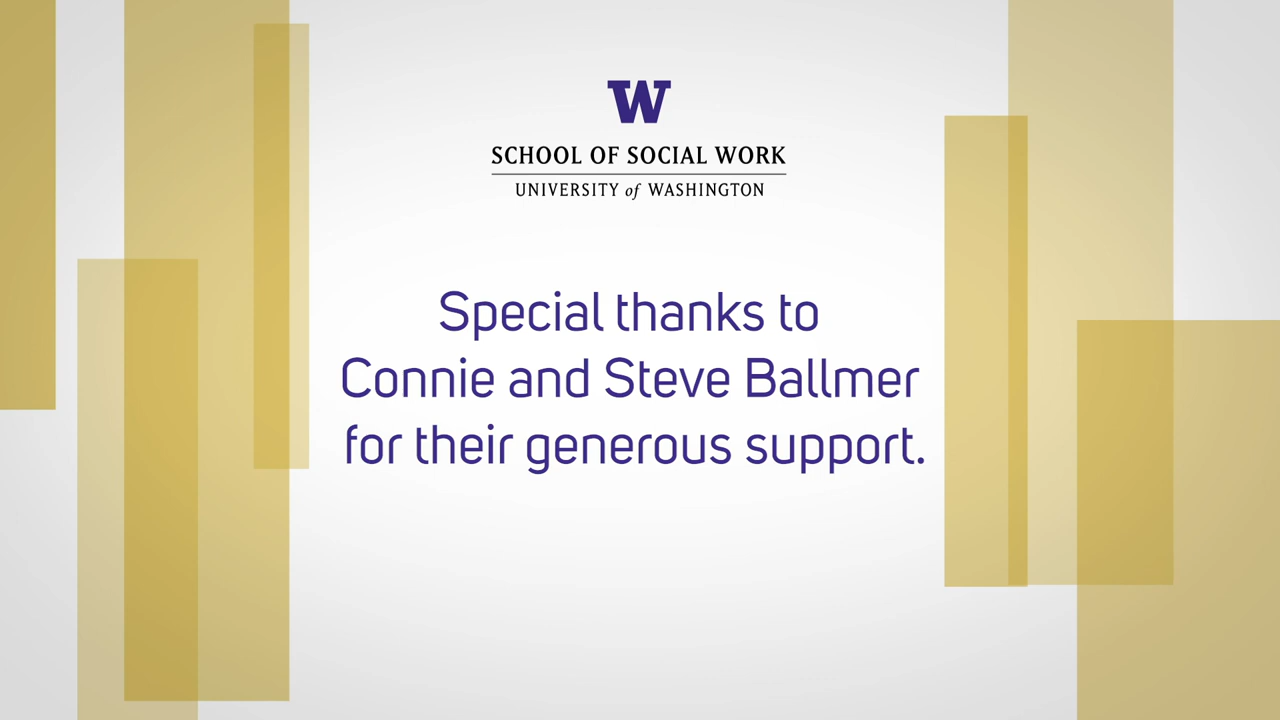 W
SCHOOL OF SOCIAL WORK
UNIVERSITY of WASHINGTON
Special thanks to
Connie and Steve Ballmer
for their generous support.